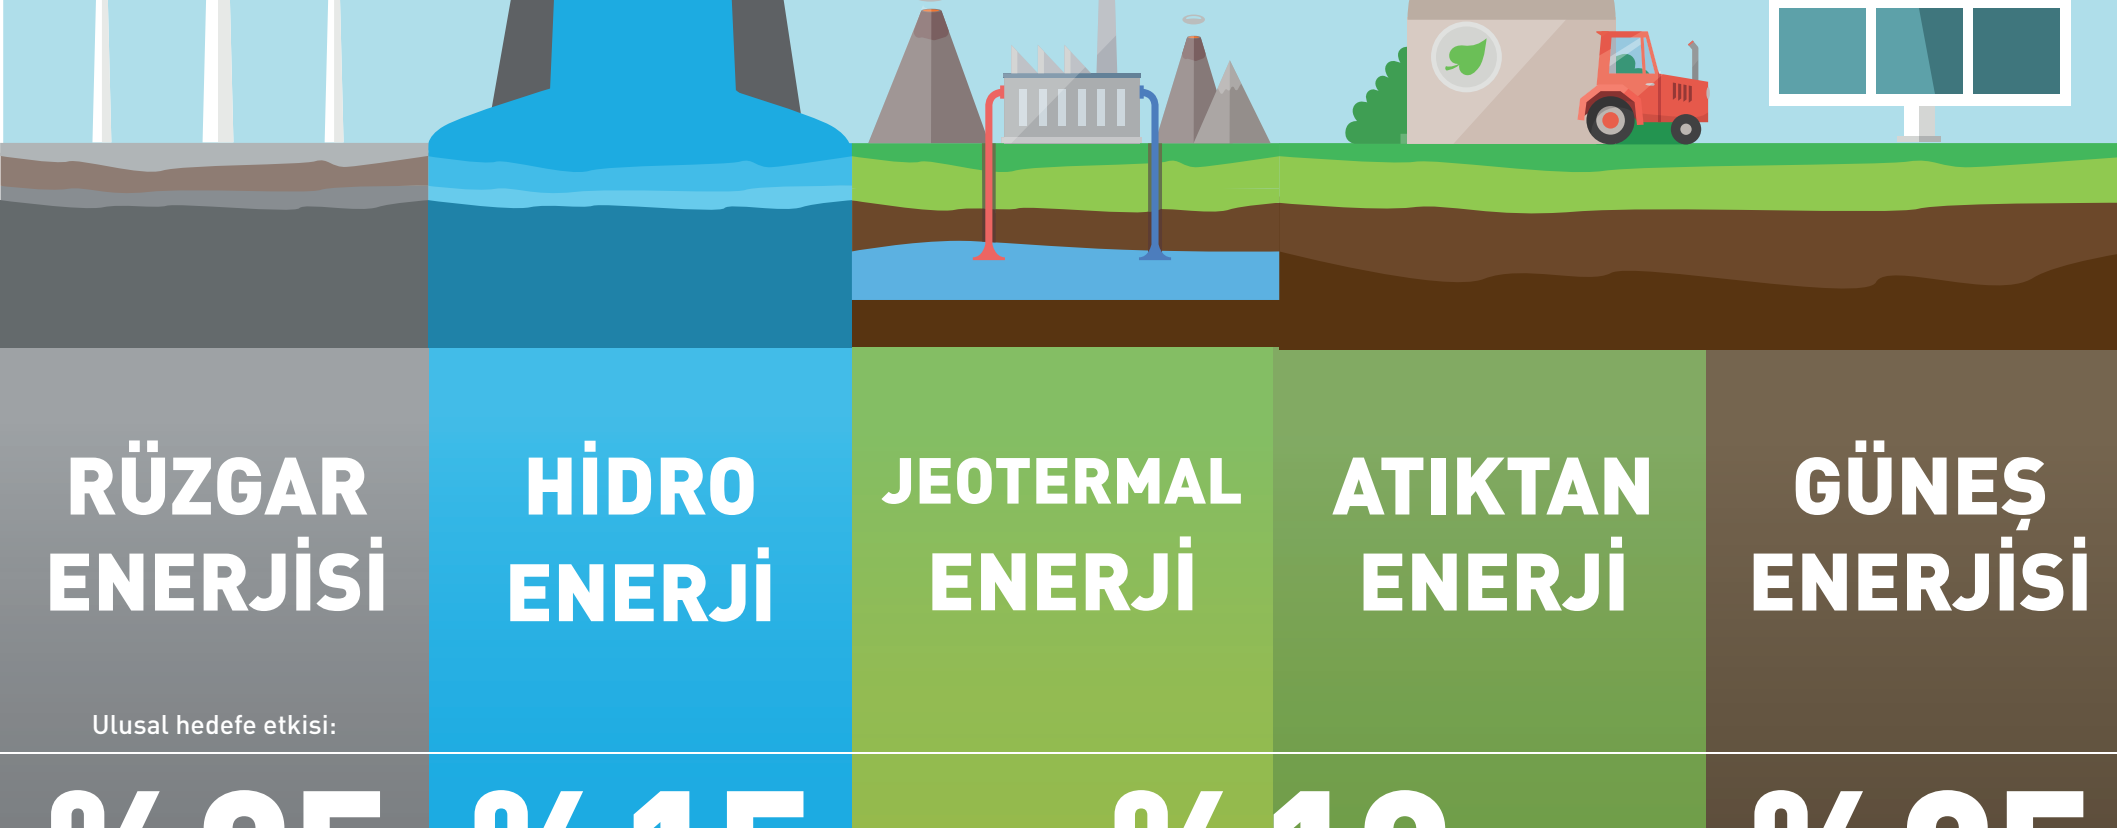 RÜZGAR
ENERJİSİ
HİDRO
ENERJİ
JEOTERMAL
ENERJİ
ATIKTAN
ENERJİ
GÜNEŞ
ENERJİSİ
Ulusal hedefe etkisi: